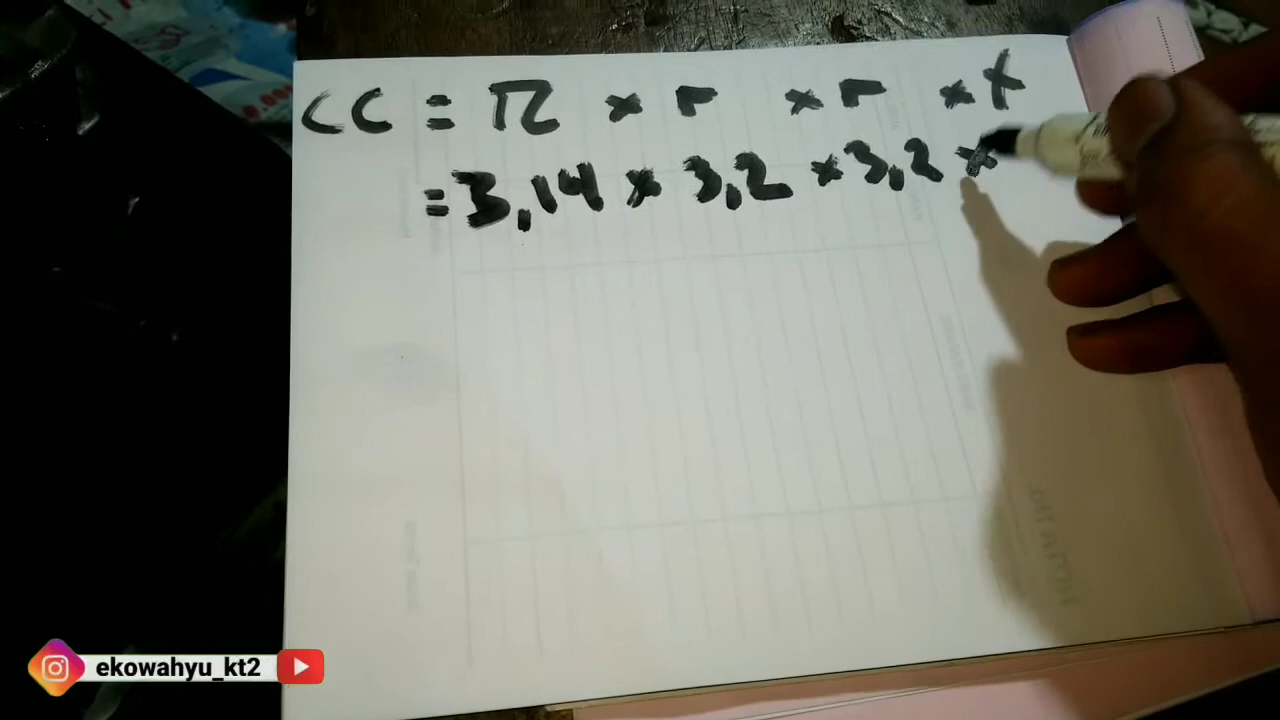 CC = π × r × r × t
= 3,14 × 3,2 × 3,2 ×
ekowahyu_kt2